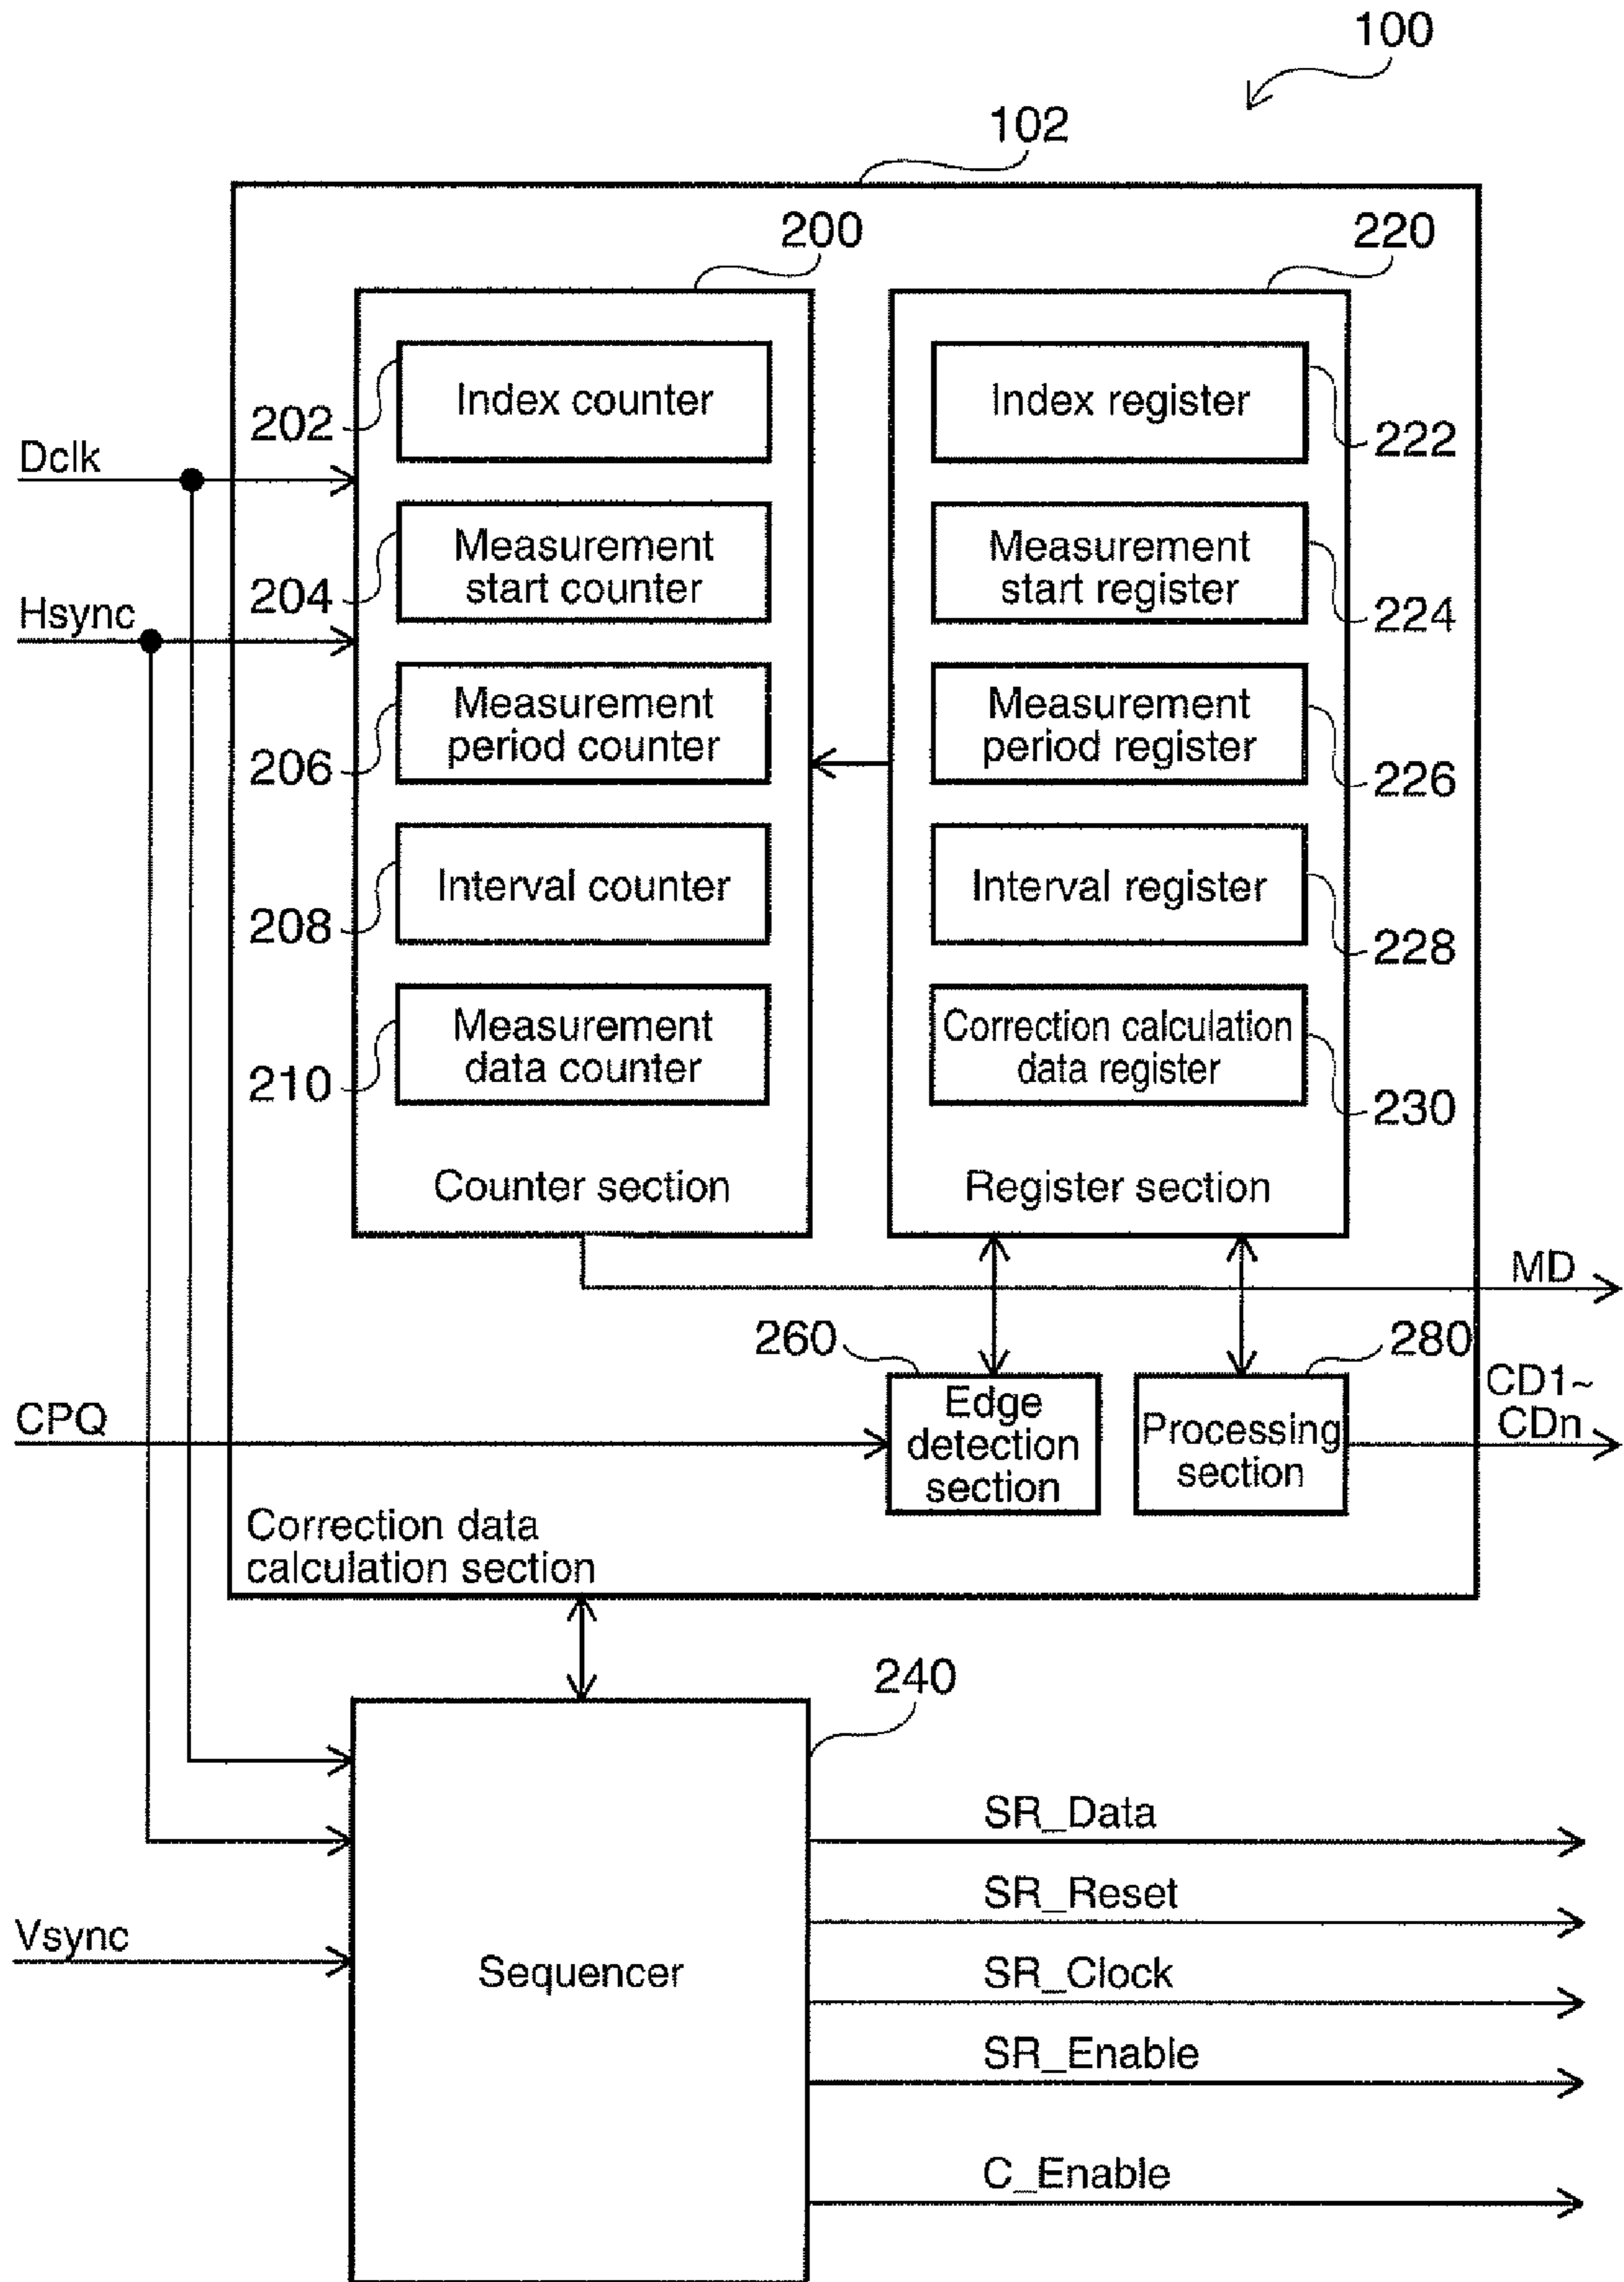 100
102
200
220
Index counter
Index register
202
222
Dclk
Measurement
start counter
Measurement
start register
204
224
Hsync
Measurement
period counter
Measurement
period register
206
226
Interval counter
Interval register
208
228
Measurement
data counter
Correction calculation
data register
210
230
Counter section
Register section
MD
260
280
CD1~
CDn
CPQ
Edge
detection
section
Processing
section
Correction data
calculation section
240
SR_Data
SR_Reset
Vsync
Sequencer
SR_Clock
SR_Enable
C_Enable